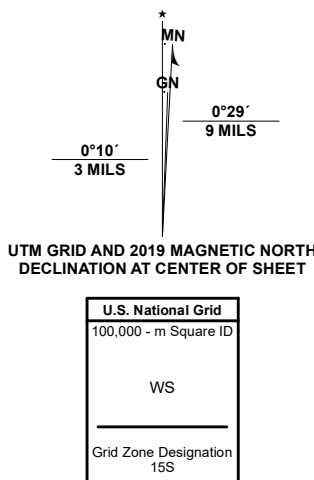 ★
MN
GN
0°29´
9 MILS
0°10´
3 MILS
UTM GRID AND 2019 MAGNETIC NORTH
DECLINATION AT CENTER OF SHEET
U.S. National Grid
100,000 - m Square ID
WS
Grid Zone Designation
15S